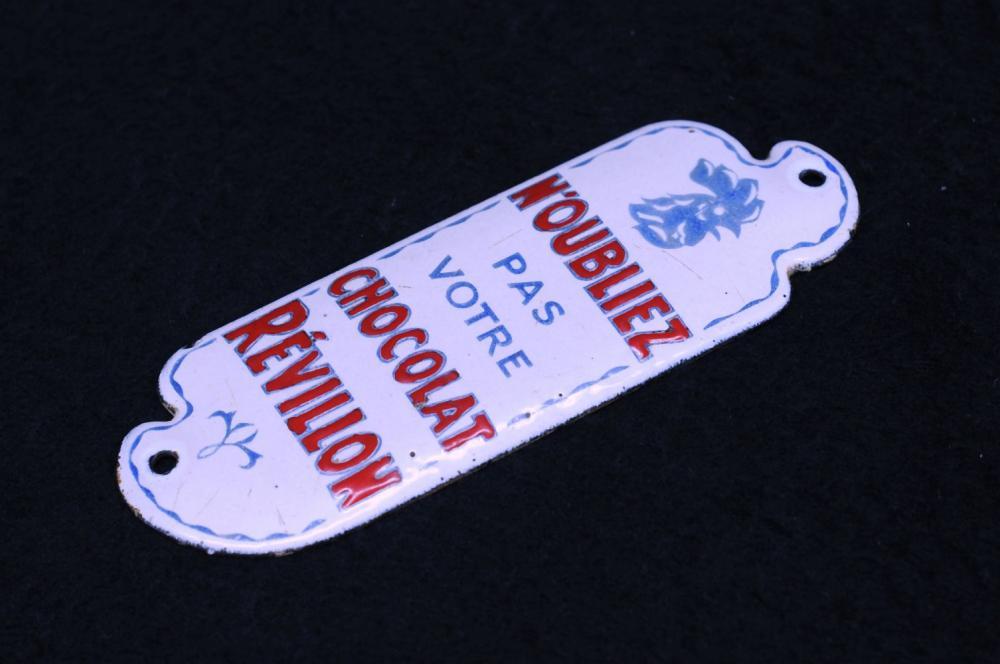 N'OUBLIEZ
PAS
VOTRE
CHOCOLAT
RÉVILLON